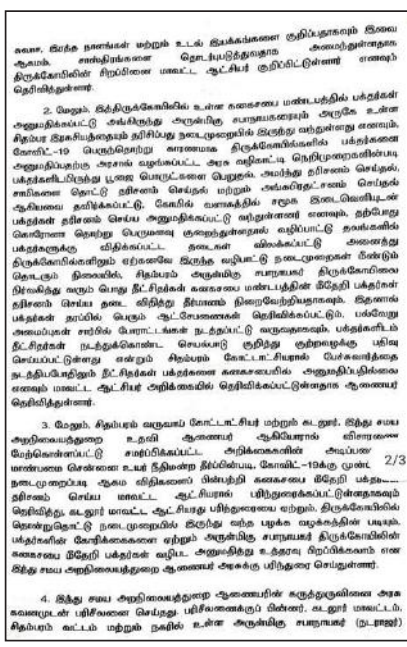 சுவாச, இரத்த நாளங்கள் மற்றும் உடல் இயக்கங்களை குறிப்பதாகவும் இவை
ஆகமம், சாஸ்திரங்களை தொடர்புபடுத்துவதாக அமைந்துள்ளதாக
திருக்கோயிலின் சிறப்பினை மாவட்ட ஆட்சியர் குறிப்பிட்டுள்ளார் எனவும்
தெரிவித்துள்ளார்.
2. மேலும், இத்திருக்கோயிலில் உள்ள கனகசபை மண்டபத்தில் பக்தர்கள்
அனுமதிக்கப்பட்டு அங்கிருந்து அருள்மிகு சபாநாயகரையும் அருகே உள்ள
சிதம்பர இரகசியத்தையும் தரிசிப்பது நடைமுறையில் இருந்து வந்துள்ளது எனவும்,
கோவிட்-19 பெருந்தொற்று காரணமாக திருக்கோயில்களில் பக்தர்களை
அனுமதிப்பதற்கு அரசால் வழங்கப்பட்ட அரசு வழிகாட்டி நெறிமுறைகளின்படி
பக்தர்களிடமிருந்து பூஜை பொருட்களை பெறுதல், அமர்ந்து தரிசனம் செய்தல்,
சாமிகளை தொட்டு தரிசனம் செய்தல் மற்றும் அங்கபிரதட்சணம் செய்தல்
ஆகியவை தவிர்க்கப்பட்டு, கோயில் வளாகத்தில் சமூக இடைவெளியுடன்
பக்தர்கள் தரிசனம் செய்ய அனுமதிக்கப்பட்டு வந்துள்ளனர் எனவும், தற்போது
கொரோனா தொற்று பெருமளவு குறைந்துள்ளதால் வழிப்பாட்டு தலங்களில்
பக்தர்களுக்கு விதிக்கப்பட்ட தடைகள் விலக்கப்பட்டு அனைத்து
திருக்கோயில்களிலும் ஏற்கனவே இருந்த வழிபாட்டு நடைமுறைகள் மீண்டும்
தொடரும் நிலையில், சிதம்பரம் அருள்மிகு சபாநாயகர் திருக்கோயிலை
நிர்வகித்து வரும் பொது தீட்சிதர்கள் கனகசபை மண்டபத்தின் மீதேறி பக்தர்கள்
தரிசனம் செய்ய தடை விதித்து தீர்மானம் நிறைவேற்றியதாகவும், இதனால்
பக்தர்கள் தரப்பில் பெரும் ஆட்சேபணைகள் தெரிவிக்கப்பட்டும், பல்வேறு
அமைப்புகள் சார்பில் போராட்டங்கள் நடத்தப்பட்டு வருவதாகவும், பக்தர்களிடம்
தீட்சிதர்கள் நடந்துக்கொண்ட செயல்பாடு குறித்து குற்றவழக்கு பதிவு
செய்யப்பட்டுள்ளது என்றும் சிதம்பரம் கோட்டாட்சியரால் பேச்சுவார்த்தை
நடத்தியபோதிலும் தீட்சிதர்கள் பக்தர்களை கனகசபையில் அனுமதிப்பதில்லை
எனவும் மாவட்ட ஆட்சியர் அறிக்கையில் தெரிவிக்கப்பட்டுள்ளதாக ஆணையர்
தெரிவித்துள்ளார்.
3. மேலும், சிதம்பரம் வருவாய் கோட்டாட்சியர் மற்றும் கடலூர், இந்து சமய
அறநிலையத்துறை உதவி ஆணையர் ஆகியோரால்
மேற்கொள்ளப்பட்டு சமர்ப்பிக்கப்பட்ட அறிக்கைகளின்
மாண்பமை சென்னை உயர் நீதிமன்ற தீர்ப்பின்படி, கோவிட்-19க்கு 2/3
நடைமுறைப்படி ஆகம விதிகளைப் பின்பற்றி கனகசபை மீதேறி
தரிசனம் செய்ய மாவட்ட ஆட்சியரால் பரிந்துரைக்கப்பட்டுள்ளதாகவும்
தெரிவித்து, கடலூர் மாவட்ட ஆட்சியரது பரிந்துரையை ஏற்றும், திருக்கோயிலில்
தொன்றுதொட்டு நடைமுறையில் இருந்து வந்த பழக்க வழக்கத்தின் படியும்,
பக்தர்களின் கோரிக்கைகளை ஏற்றும் அருள்மிகு சபாநாயகர் திருக்கோயிலின்
கனகசபை மீதேறி பக்தர்கள் வழிபட அனுமதித்து உத்தரவு பிறப்பிக்கலாம் என
இந்து சமய அறநிலையத்துறை ஆணையர் அரசுக்கு பரிந்துரை செய்துள்ளார்.
4. இந்து சமய அறநிலையத்துறை ஆணையரின் கருத்துருவினை அரசு
கவனமுடன் பரிசீலனை செய்தது. பரிசீலனைக்குப் பின்னர், கடலூர் மாவட்டம்,
சிதம்பரம் வட்டம் மற்றும் நகரில் உள்ள அருள்மிகு சபாநாயகர் (நடராஜர்)